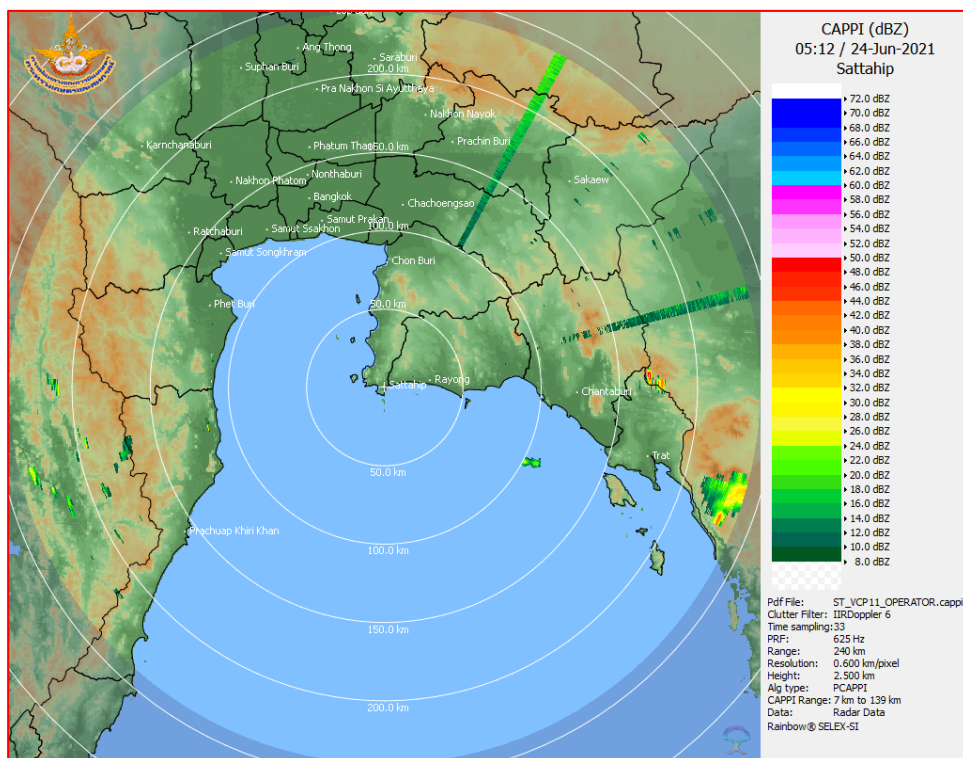 CAPPI (dBZ)
05:12 / 24-Jun-2021
Sattahip
72.0 dBZ
70.0 dBZ
68.0 dBZ
66.0 dBZ
64.0 dBZ
62.0 dBZ
60.0 dBZ
58.0 dBZ
56.0 dBZ
54.0 dBZ
52.0 dBZ
50.0 dBZ
48.0 dBZ
46.0 dBZ
44.0 dBZ
42.0 dBZ
40.0 dBZ
38.0 dBZ
36.0 dBZ
34.0 dBZ
32.0 dBZ
30.0 dBZ
28.0 dBZ
26.0 dBZ
24.0 dBZ
22.0 dBZ
20.0 dBZ
18.0 dBZ
16.0 dBZ
14.0 dBZ
12.0 dBZ
10.0 dBZ
8.0 dBZ
Pdf File: ST_VCP11_OPERATOR.cappi
Clutter Filter: IIRDoppler 6
Time sampling:33
PRF: 625 Hz
Range: 240 km
Resolution: 0.600 km/pixel
Height: 2.500 km
Alg type: PCAPPI
CAPPI Range: 7 km to 139 km
Data: Radar Data
Rainbow® SELEX-SI
Ang Thong
Saraburi
Suphan Buri
200.0 km
Pra Nakhon Si Ayutthaya
Nakhon Nayok
Karnchanaburi
Prachin Buri
Phatum Thani
150.0 km
Nonthaburi
Nakhon Phatom
Sakaew
Bangkok
Chachoengsao
Samut Prakan
100.0 km
Ratchaburi
Samut Ssakhon
Samut Songkhram
Chon Buri
Phet Buri
50.0 km
Sattahip
Rayong
Chantaburi
Trat
50.0 km
Prachuap Khiri Khan
100.0 km
150.0 km
200.0 km